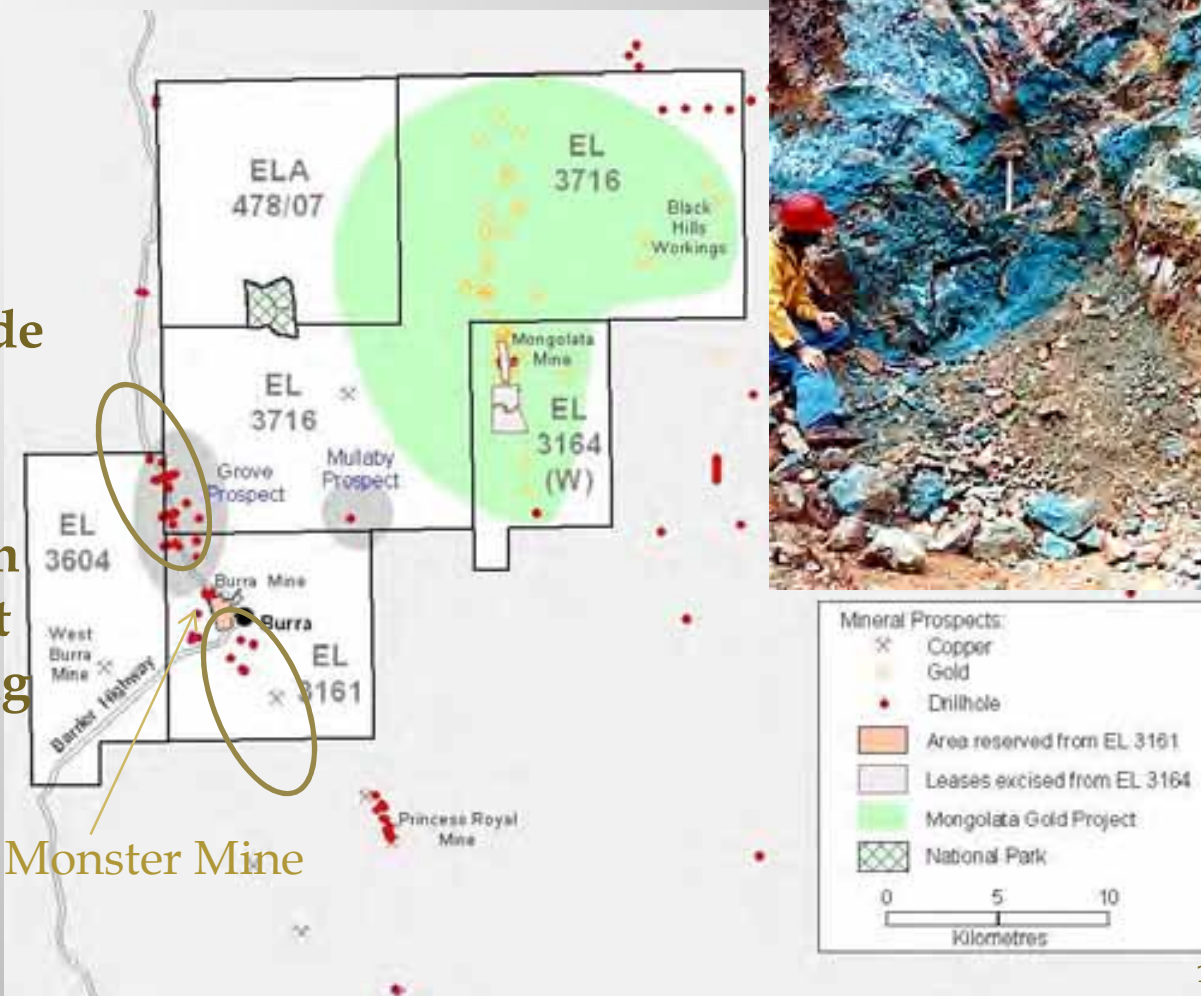 ELA
478/07
EL
3716
Black
Hills
Workings
de
Mongolata
Mine
EL
3716
EL
3164
(W)
Grove
Prospect
Mullaby
Prospect
EL
3604
n
t
g
Burra Mine
Burra
West
Burra
Mine
EL
3161
Barrier Highway
Princess Royal
Mine
Monster Mine
Mineral Prospects:
Copper
Gold
Drillhole
Area reserved from EL 3161
Leases excised from EL 3164
Mongolata Gold Project
National Park
0 5 10
Kilometres